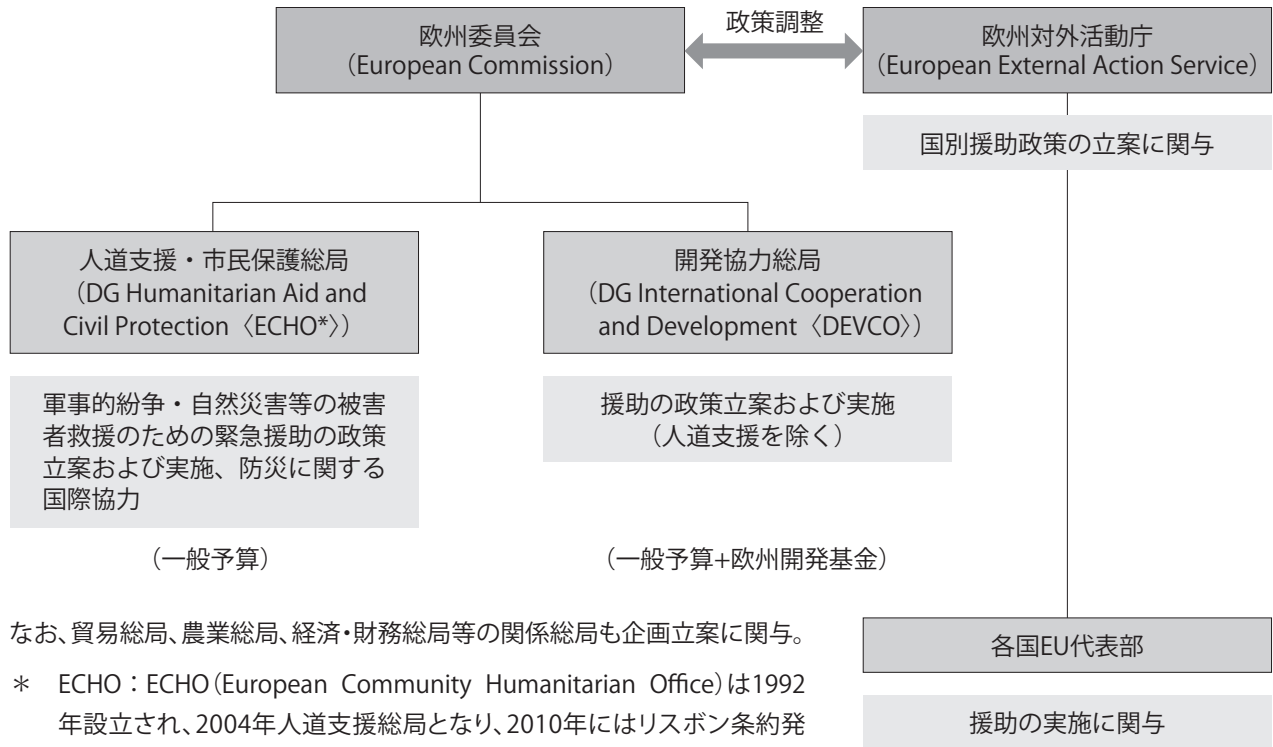 欧州委員会
（European Commission）
政策調整
欧州対外活動庁
（European External Action Service）
国別援助政策の立案に関与
人道支援・市民保護総局
（DG Humanitarian Aid and
Civil Protection〈ECHO*〉）
軍事的紛争・自然災害等の被害
者救援のための緊急援助の政策
立案および実施、防災に関する
国際協力
（一般予算）
開発協力総局
（DG International Cooperation
and Development〈DEVCO〉）
援助の政策立案および実施
（人道支援を除く）
（一般予算+欧州開発基金）
なお、貿易総局、農業総局、経済・財務総局等の関係総局も企画立案に関与。
＊　ECHO：ECHO（European Community Humanitarian Office）は1992
年設立され、2004年人道支援総局となり、2010年にはリスボン条約発
各国EU代表部
援助の実施に関与